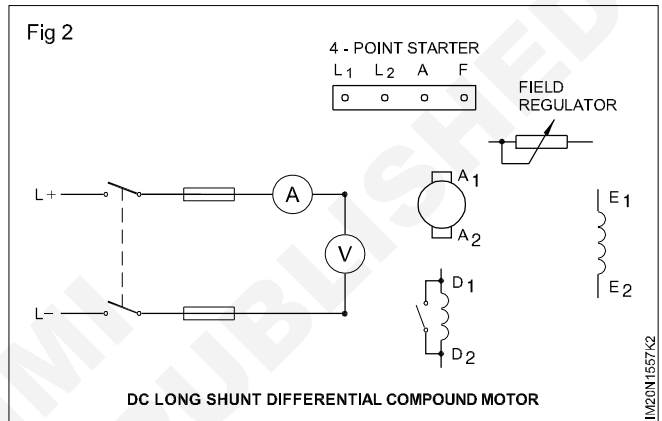 Fig 2
4 - POINT STARTER
L1 L2 A F
FIELD
REGULATOR
L+
A
A1
A2
E1
V
E2
D1
L-
D2
DC LONG SHUNT DIFFERENTIAL COMPOUND MOTOR
IM20N1557K2